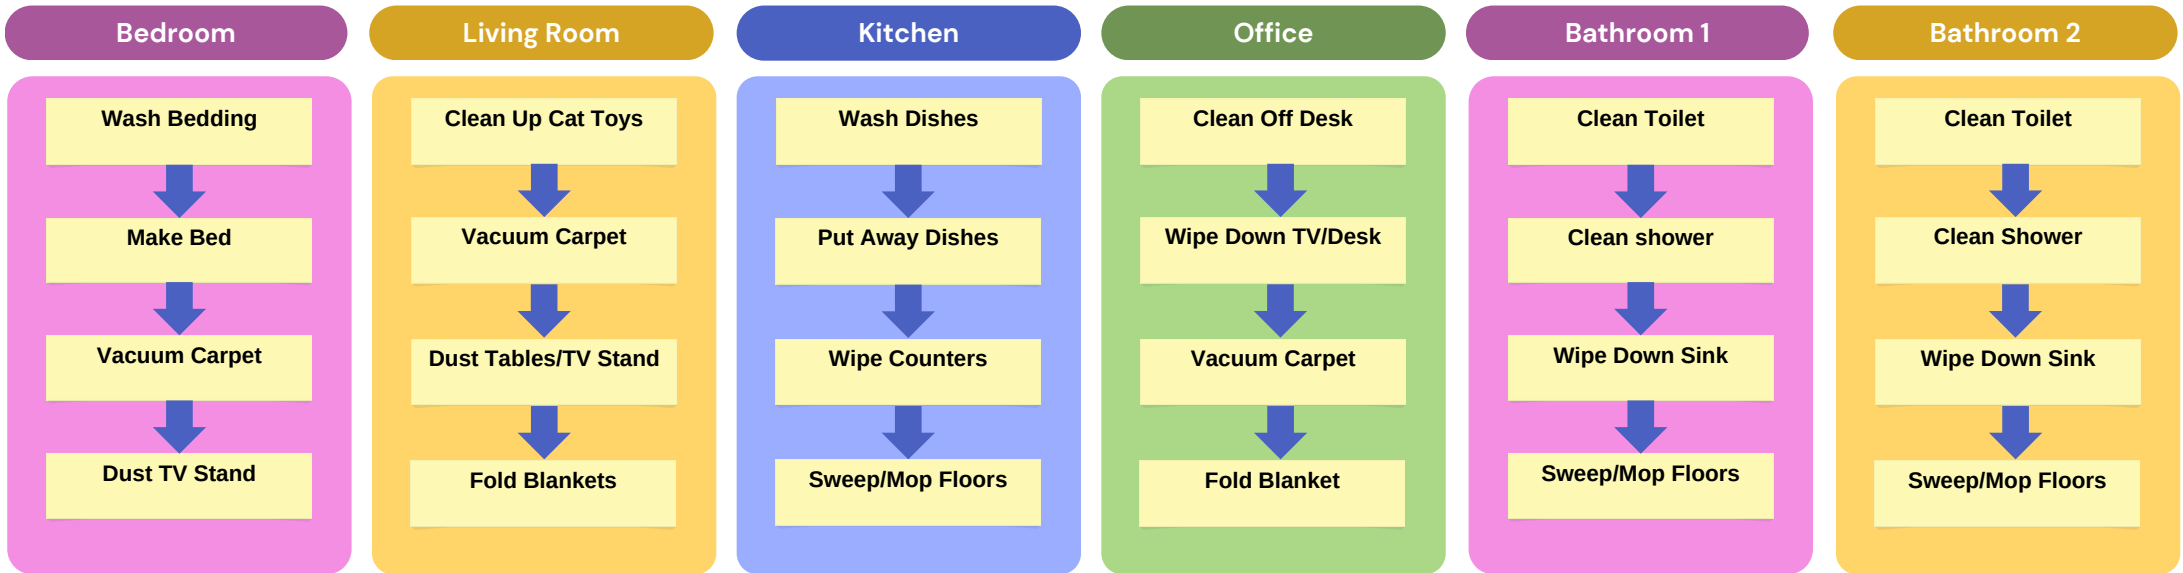 Bedroom
Wash Bedding
Make Bed
Vacuum Carpet
Dust TV Stand
Living Room
Clean Up Cat Toys
Vacuum Carpet
Dust Tables/TV Stand
Fold Blankets
Kitchen
Wash Dishes
Put Away Dishes
Wipe Counters
Sweep/Mop Floors
Office
Clean Off Desk
Wipe Down TV/Desk
Vacuum Carpet
Fold Blanket
Bathroom 1
Clean Toilet
Clean shower
Wipe Down Sink
Sweep/Mop Floors
Bathroom 2
Clean Toilet
Clean Shower
Wipe Down Sink
Sweep/Mop Floors